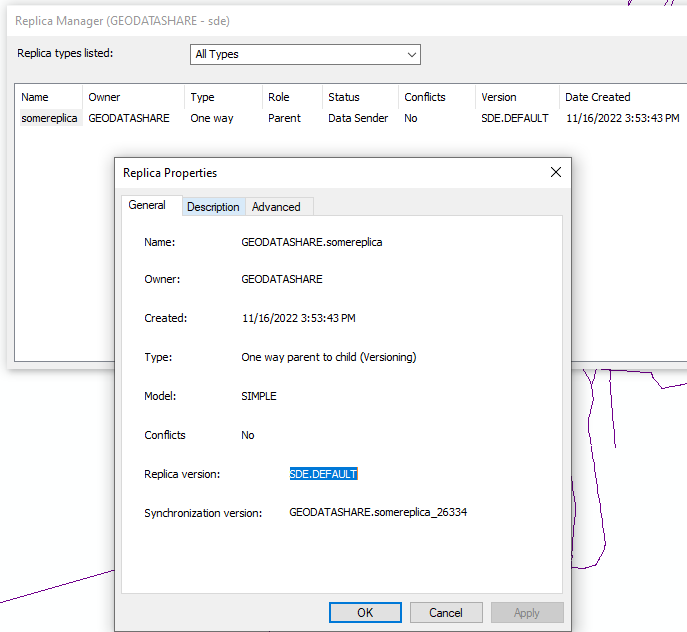 Replica Manager (GEODATASHARE - sde)
Replica types listed: All Types
Name Owner Type Role Status Conflicts Version Date Created
somereplica GEODATASHARE One way Parent Data Sender No SDE.DEFAULT 11/16/2022 3:53:43 PM
Replica Properties
General Description Advanced
Name: GEODATASHARE.somereplica
Owner: GEODATASHARE
Created: 11/16/2022 3:53:43 PM
Type: One way parent to child (Versioning)
Model: SIMPLE
Conflicts No
Replica version: SDE.DEFAULT
Synchronization version: GEODATASHARE.somereplica_26334
OK Cancel Apply